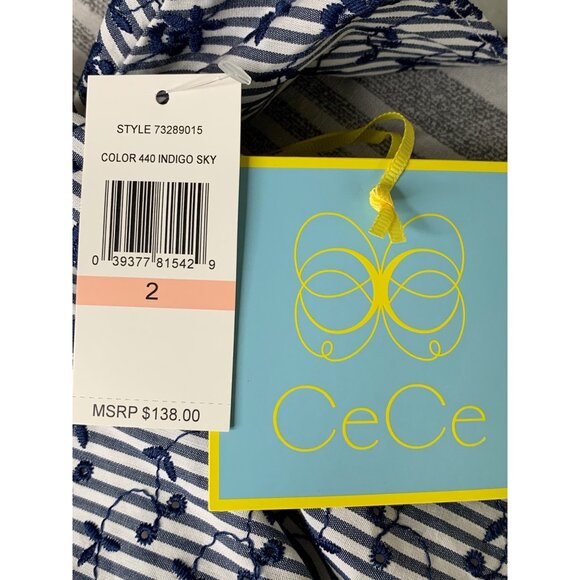 STYLE 73289015
COLOR 440 INDIGO SKY
0 39377 81542 9
2
MSRP $138.00
CeCe